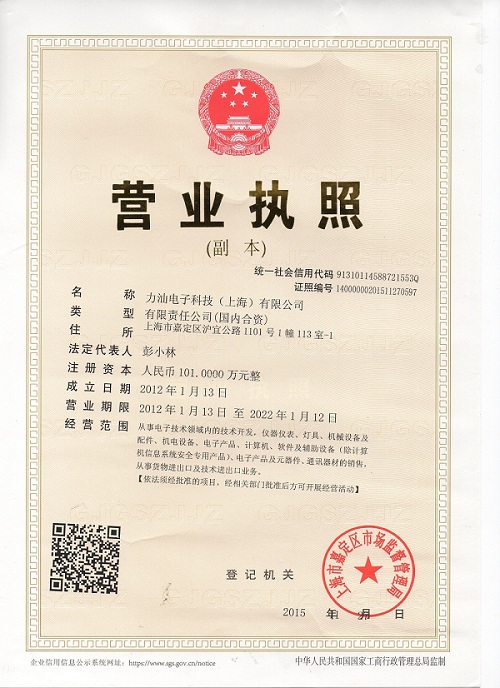 营业执照
(副 本)
统一社会信用代码 91310114588721553Q
证照编号 14000000201511270597
名 称 力汕电子科技（上海）有限公司
类 型 有限责任公司(国内合资)
住 所 上海市嘉定区沪宜公路1101号1幢113室-1
法定代表人 彭小林
注册资本 人民币101.0000万元整
成立日期 2012年1月13日
营业期限 2012年1月13日 至 2022年1月12日
经营范围 从事电子技术领域内的技术开发，仪器仪表、灯具、机械设备及
配件、机电设备、电子产品、计算机、软件及辅助设备（除计算
机信息系统安全专用产品）、电子产品及元器件、通讯器材的销售，
从事货物进出口及技术进出口业务。
【依法须经批准的项目，经相关部门批准后方可开展经营活动】
登记机关
上海市嘉定区市场监督管理局
2015 年 月 日
企业信用信息公示系统网址：https://www.sgs.gov.cn/notice
中华人民共和国国家工商行政管理总局监制